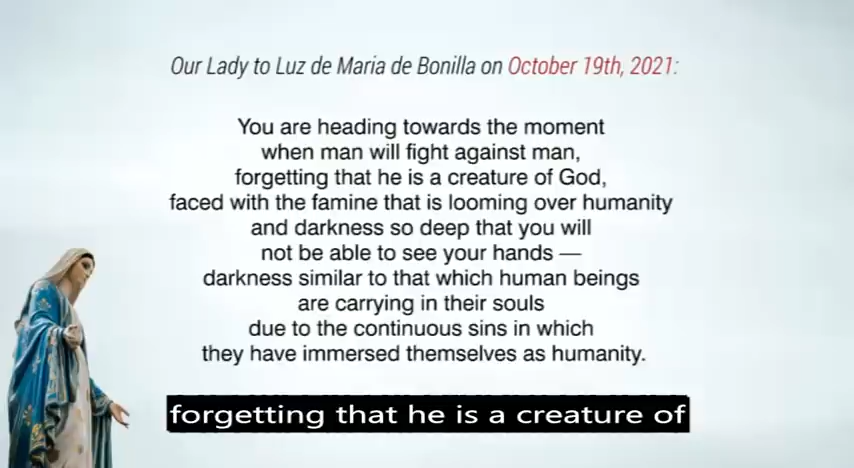 Our Lady to Luz de Maria de Bonilla on October 19th, 2021:
You are heading towards the moment
when man will fight against man,
forgetting that he is a creature of God,
faced with the famine that is looming over humanity
and darkness so deep that you will
not be able to see your hands —
darkness similar to that which human beings
are carrying in their souls
due to the continuous sins in which
they have immersed themselves as humanity.
forgetting that he is a creature of